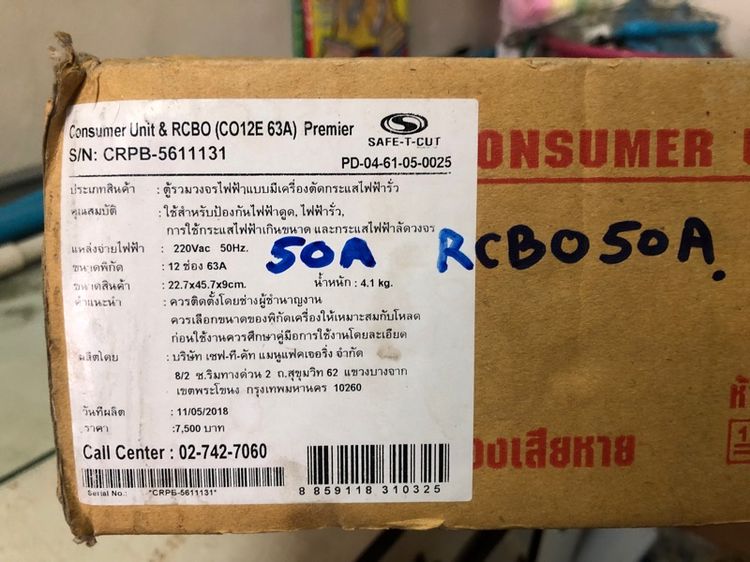 Consumer Unit & RCBO (CO12E 63A) Premier
SAFE-T-CUT
S/N: CRPB-5611131
PD-04-61-05-0025
ONSUMER
ประเภทสินค้า : ตู้รวมวงจรไฟฟ้าแบบมีเครื่องตัดกระแสไฟฟ้ารั่ว
คุณสมบัติ : ใช้สำหรับป้องกันไฟฟ้าดูด, ไฟฟ้ารั่ว,
การใช้กระแสไฟฟ้าเกินขนาด และกระแสไฟฟ้าลัดวงจร
แหล่งจ่ายไฟฟ้า : 220Vac 50Hz.
50A RCBO 50A.
ขนาดพิกัด : 12 ช่อง 63A
ขนาดสินค้า : 22.7x45.7x9cm. น้ำหนัก : 4.1 kg.
คำแนะนำ : ควรติดตั้งโดยช่างผู้ชำนาญงาน
ควรเลือกขนาดของพิกัดเครื่องให้เหมาะสมกับโหลด
ก่อนใช้งานควรศึกษาคู่มือการใช้งานโดยละเอียด
ผลิตโดย : บริษัท เซฟ-ที-คัท แมนูแฟคเจอริ่ง จำกัด
8/2 ซ.ริมทางด่วน 2 ถ.สุขุมวิท 62 แขวงบางจาก
เขตพระโขนง กรุงเทพมหานคร 10260
วันที่ผลิต : 11/05/2018
ราคา : 7,500 บาท
Call Center : 02-742-7060
Serial No.: *CRPB-5611131*
8 859118 310325
องเสียหาย